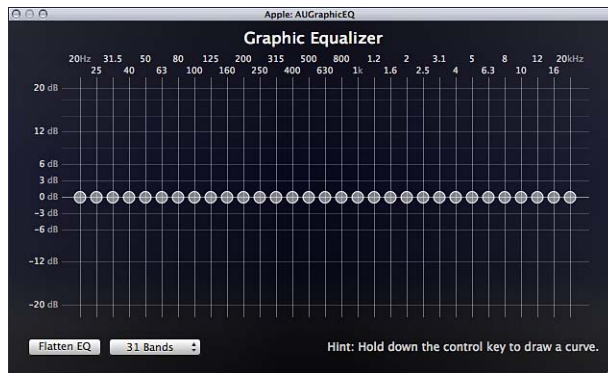 Apple: AUGraphicEQ
Graphic Equalizer
20Hz 31.5 50 80 125 200 315 500 800 1.2 2 3.1 5 8 12 20kHz
25 40 63 100 160 250 400 630 1k 1.6 2.5 4 6.3 10 16
20 dB
12 dB
6 dB
3 dB
0 dB
-3 dB
-6 dB
-12 dB
-20 dB
Flatten EQ 31 Bands Hint: Hold down the control key to draw a curve.